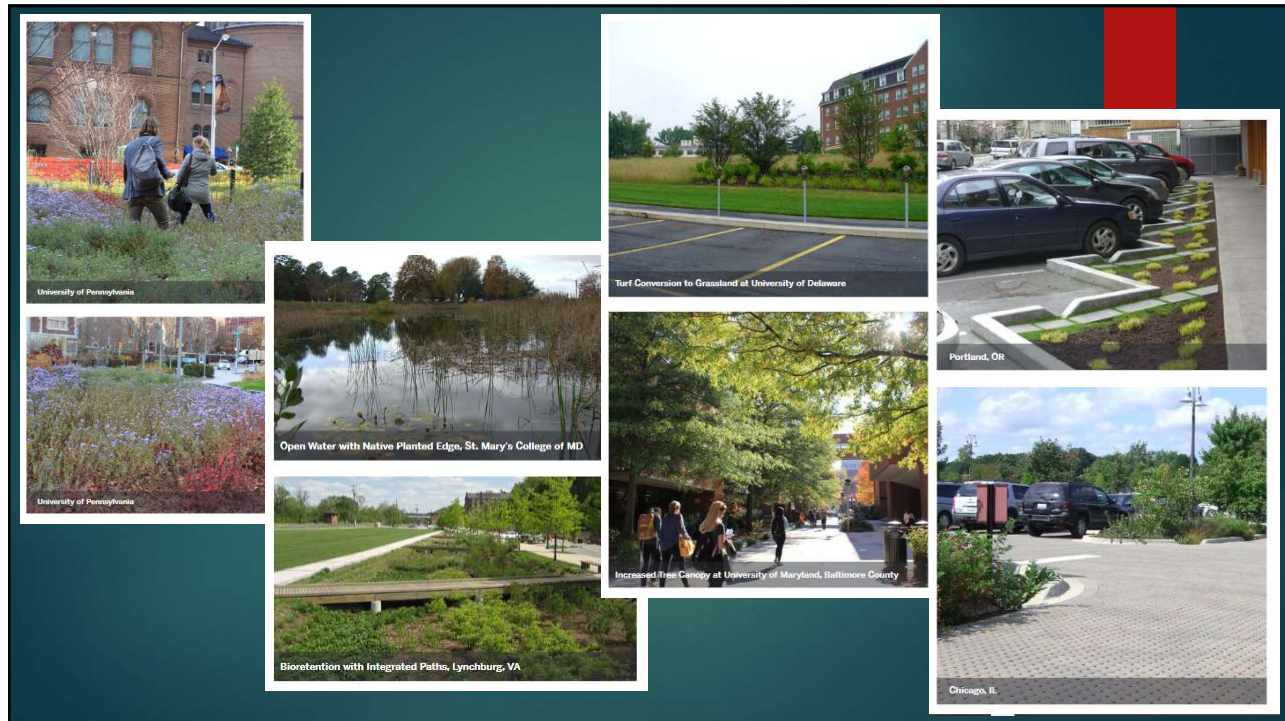 University of Pennsylvania
University of Pennsylvania
Open Water with Native Planted Edge, St. Mary's College of MD
Bioretention with Integrated Paths, Lynchburg, VA
Turf Conversion to Grassland at University of Delaware
Increased Tree Canopy at University of Maryland, Baltimore County
Portland, OR
Chicago, IL